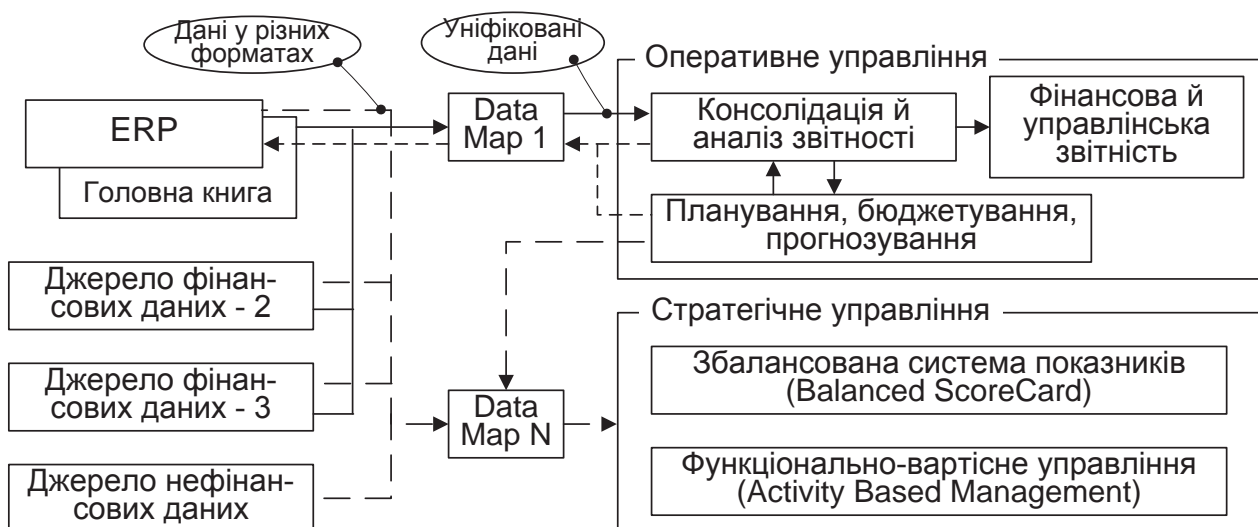 Дані у різних
форматах
Уніфіковані
дані
ERP
Головна книга
Джерело фінан-
сових даних - 2
Джерело фінан-
сових даних - 3
Джерело нефінан-
сових даних
Data
Map 1
Data
Map N
Оперативне управління
Консолідація й
аналіз звітності
Фінансова й
управлінська
звітність
Планування, бюджетування,
прогнозування
Стратегічне управління
Збалансована система показників
(Balanced ScoreCard)
Функціонально-вартісне управління
(Activity Based Management)